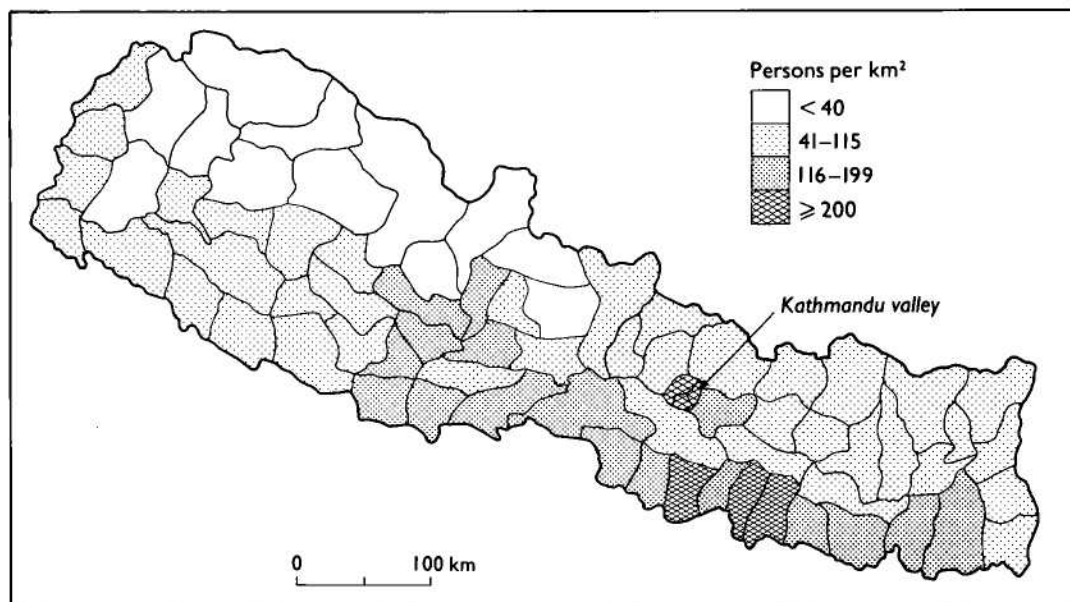 Persons per km²
< 40
41–115
116–199
⩾ 200
Kathmandu valley
0 100 km